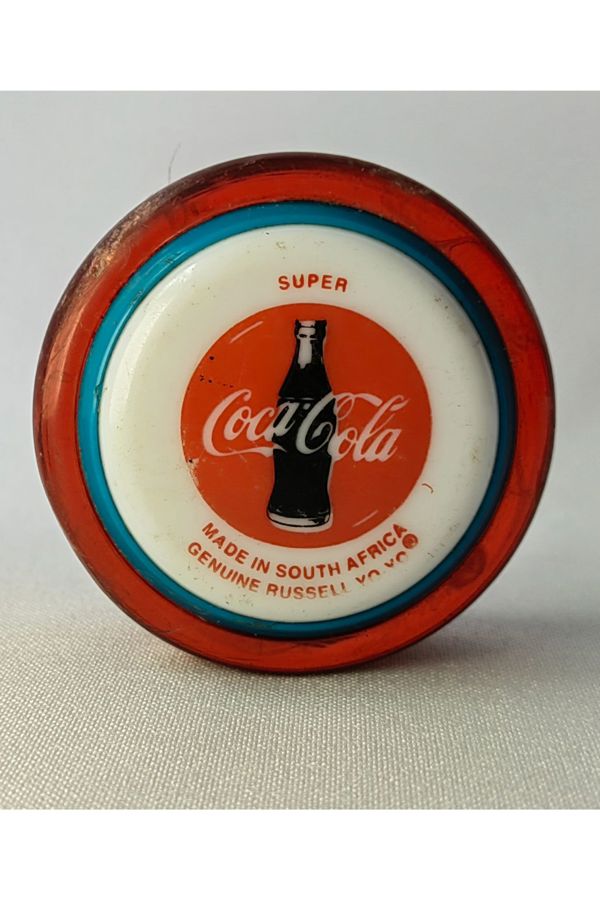 SUPER
Coca-Cola
MADE IN SOUTH AFRICA
GENUINE RUSSELL YO-YO®